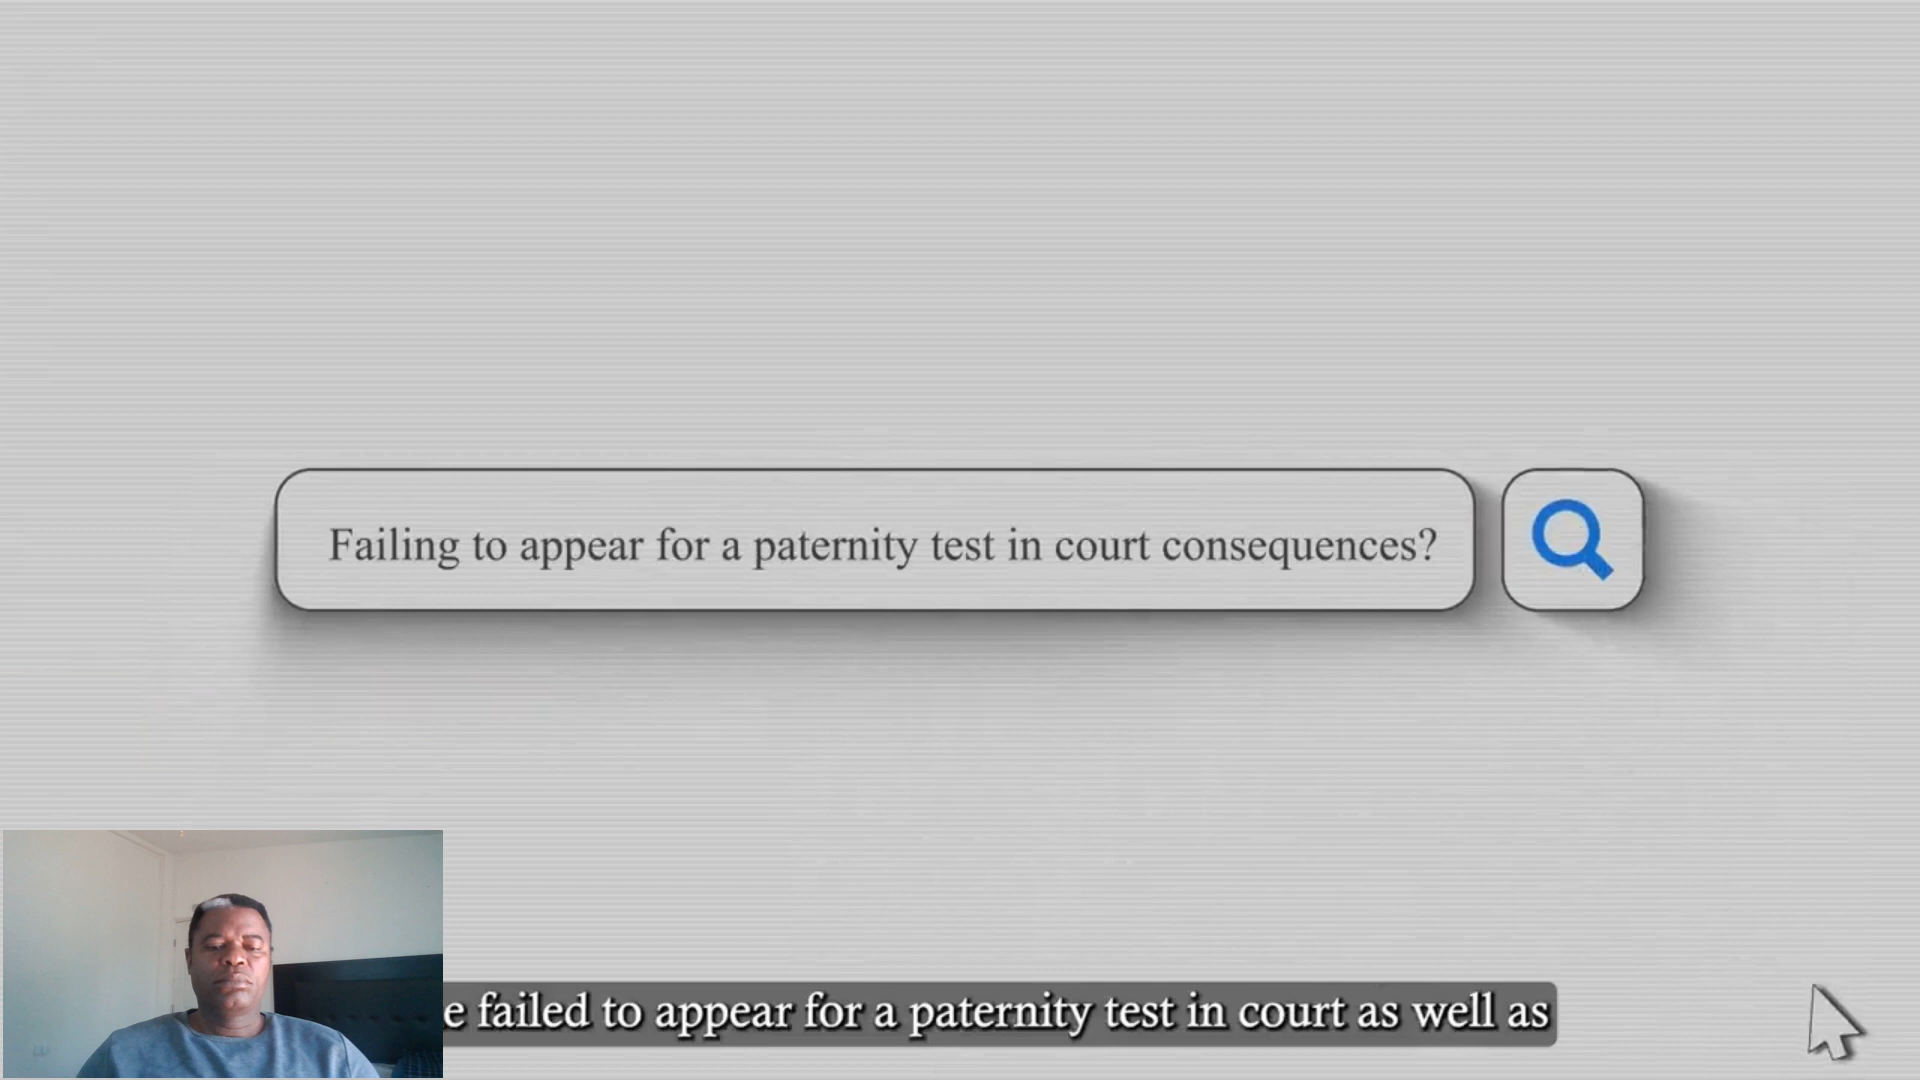 Failing to appear for a paternity test in court consequences?
failed to appear for a paternity test in court as well as